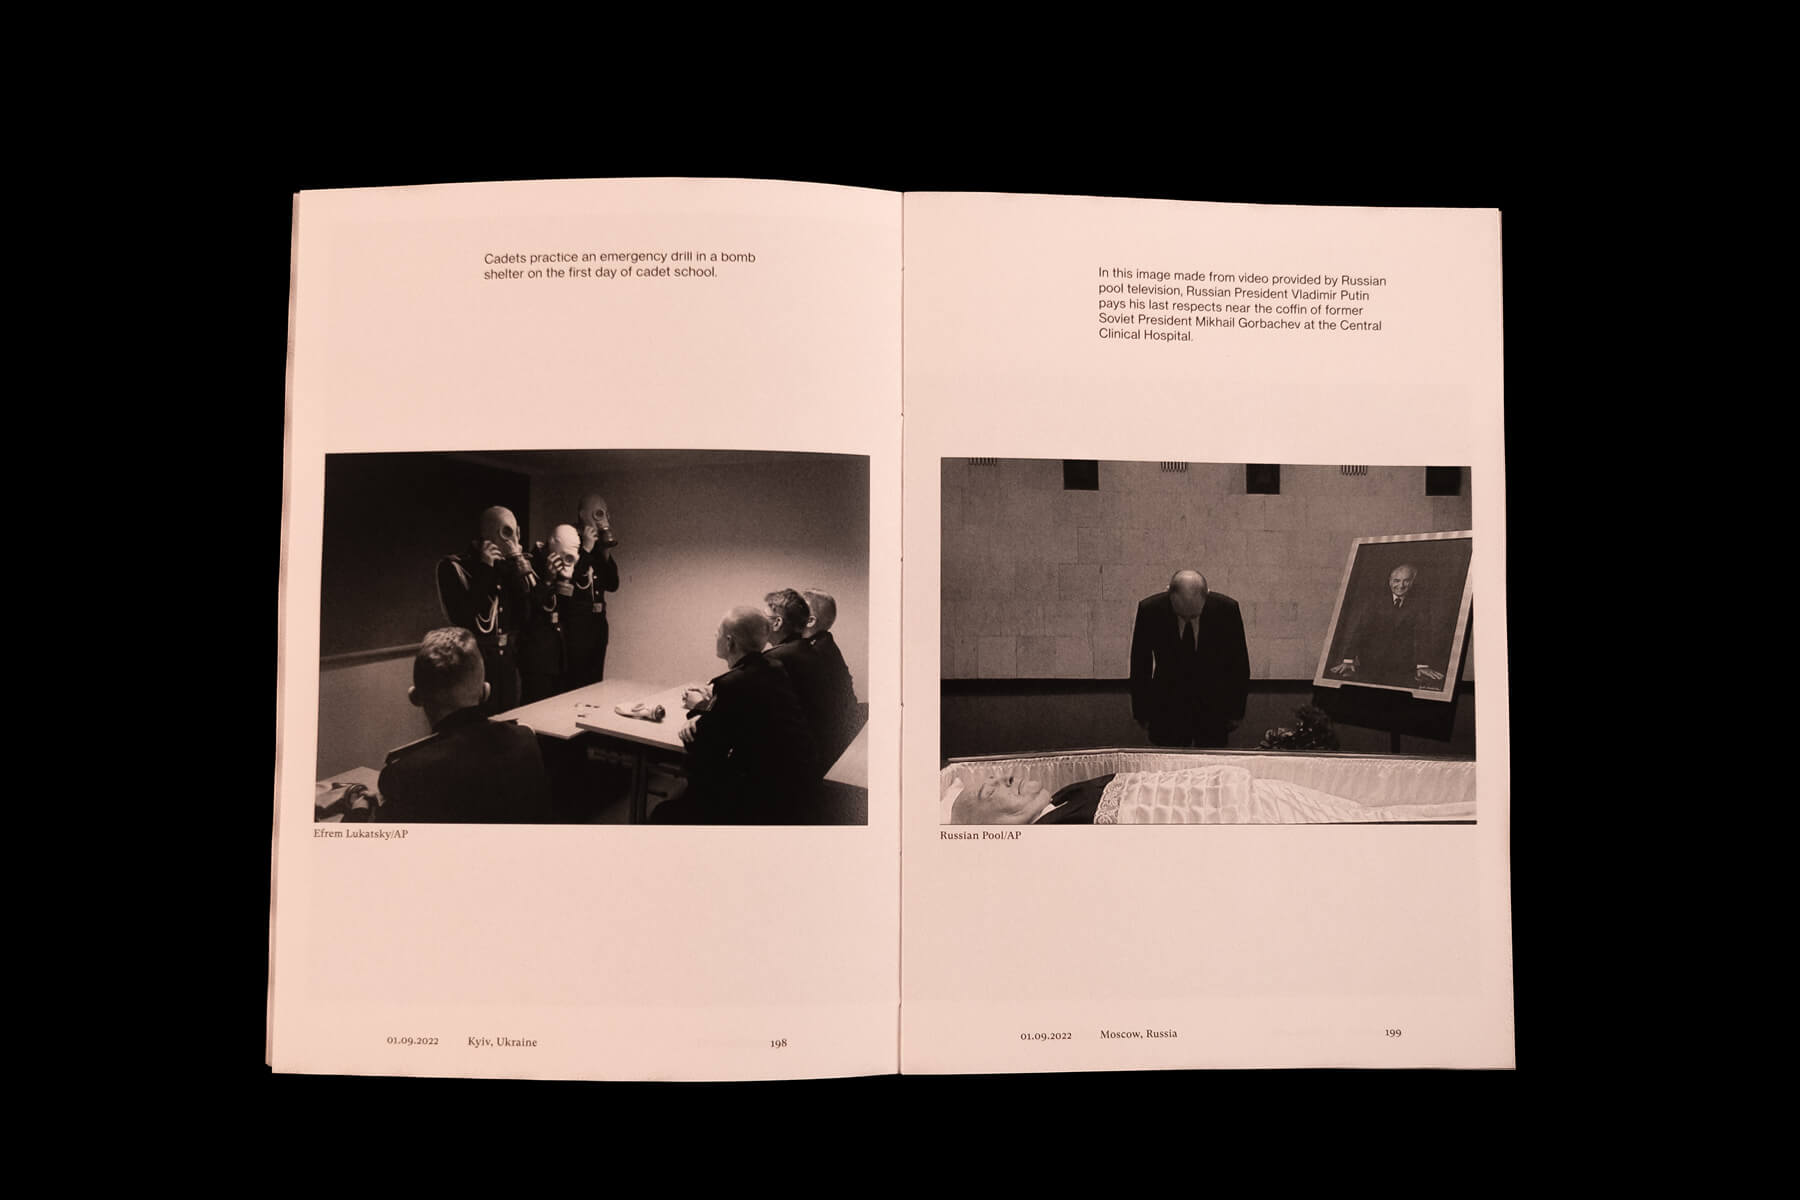 Cadets practice an emergency drill in a bomb
shelter on the first day of cadet school.
Efrem Lukatsky/AP
01.09.2022 Kyiv, Ukraine 198
In this image made from video provided by Russian
pool television, Russian President Vladimir Putin
pays his last respects near the coffin of former
Soviet President Mikhail Gorbachev at the Central
Clinical Hospital.
Russian Pool/AP
01.09.2022 Moscow, Russia 199